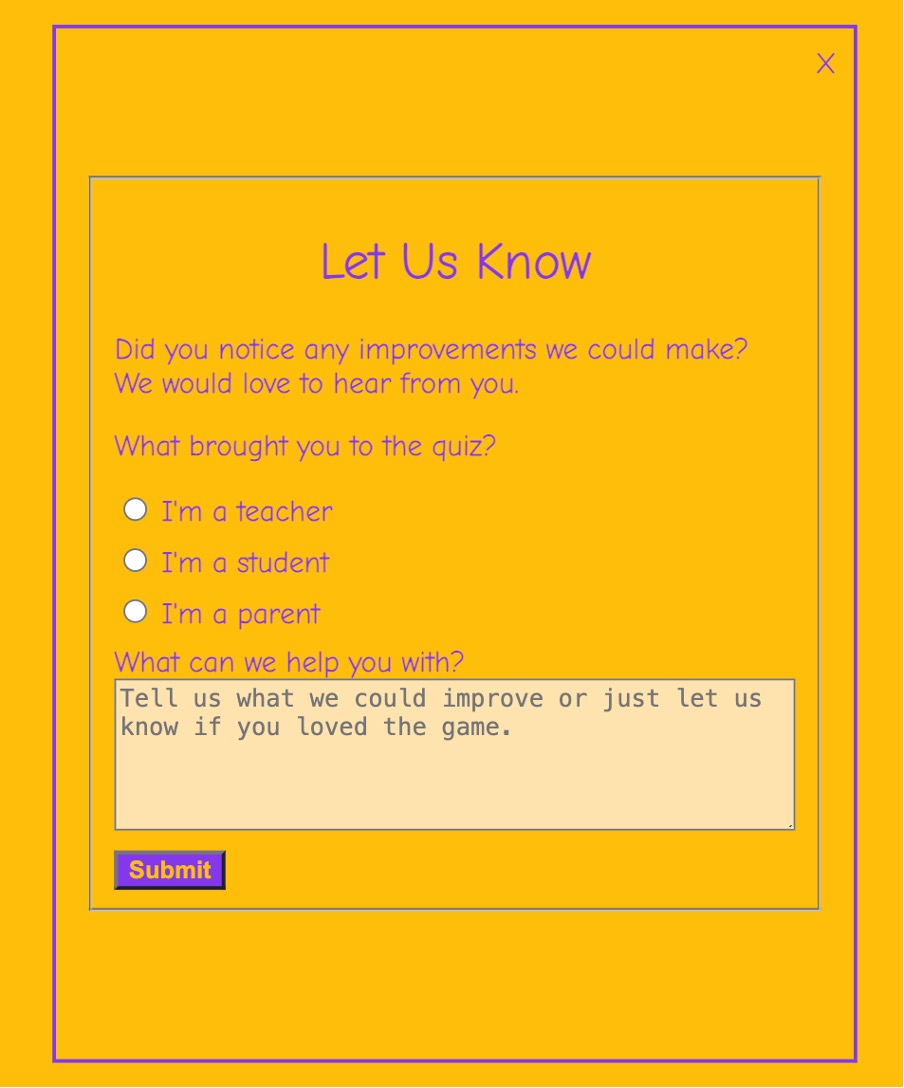 X
Let Us Know
Did you notice any improvements we could make?
We would love to hear from you.
What brought you to the quiz?
I'm a teacher
I'm a student
I'm a parent
What can we help you with?
Tell us what we could improve or just let us
know if you loved the game.
Submit